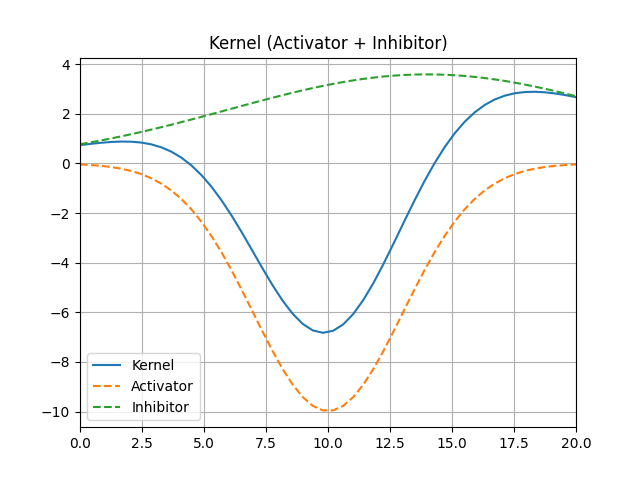 Kernel (Activator + Inhibitor)
4
2
0
−2
−4
−6
−8
−10
Kernel
Activator
Inhibitor
0.0 2.5 5.0 7.5 10.0 12.5 15.0 17.5 20.0